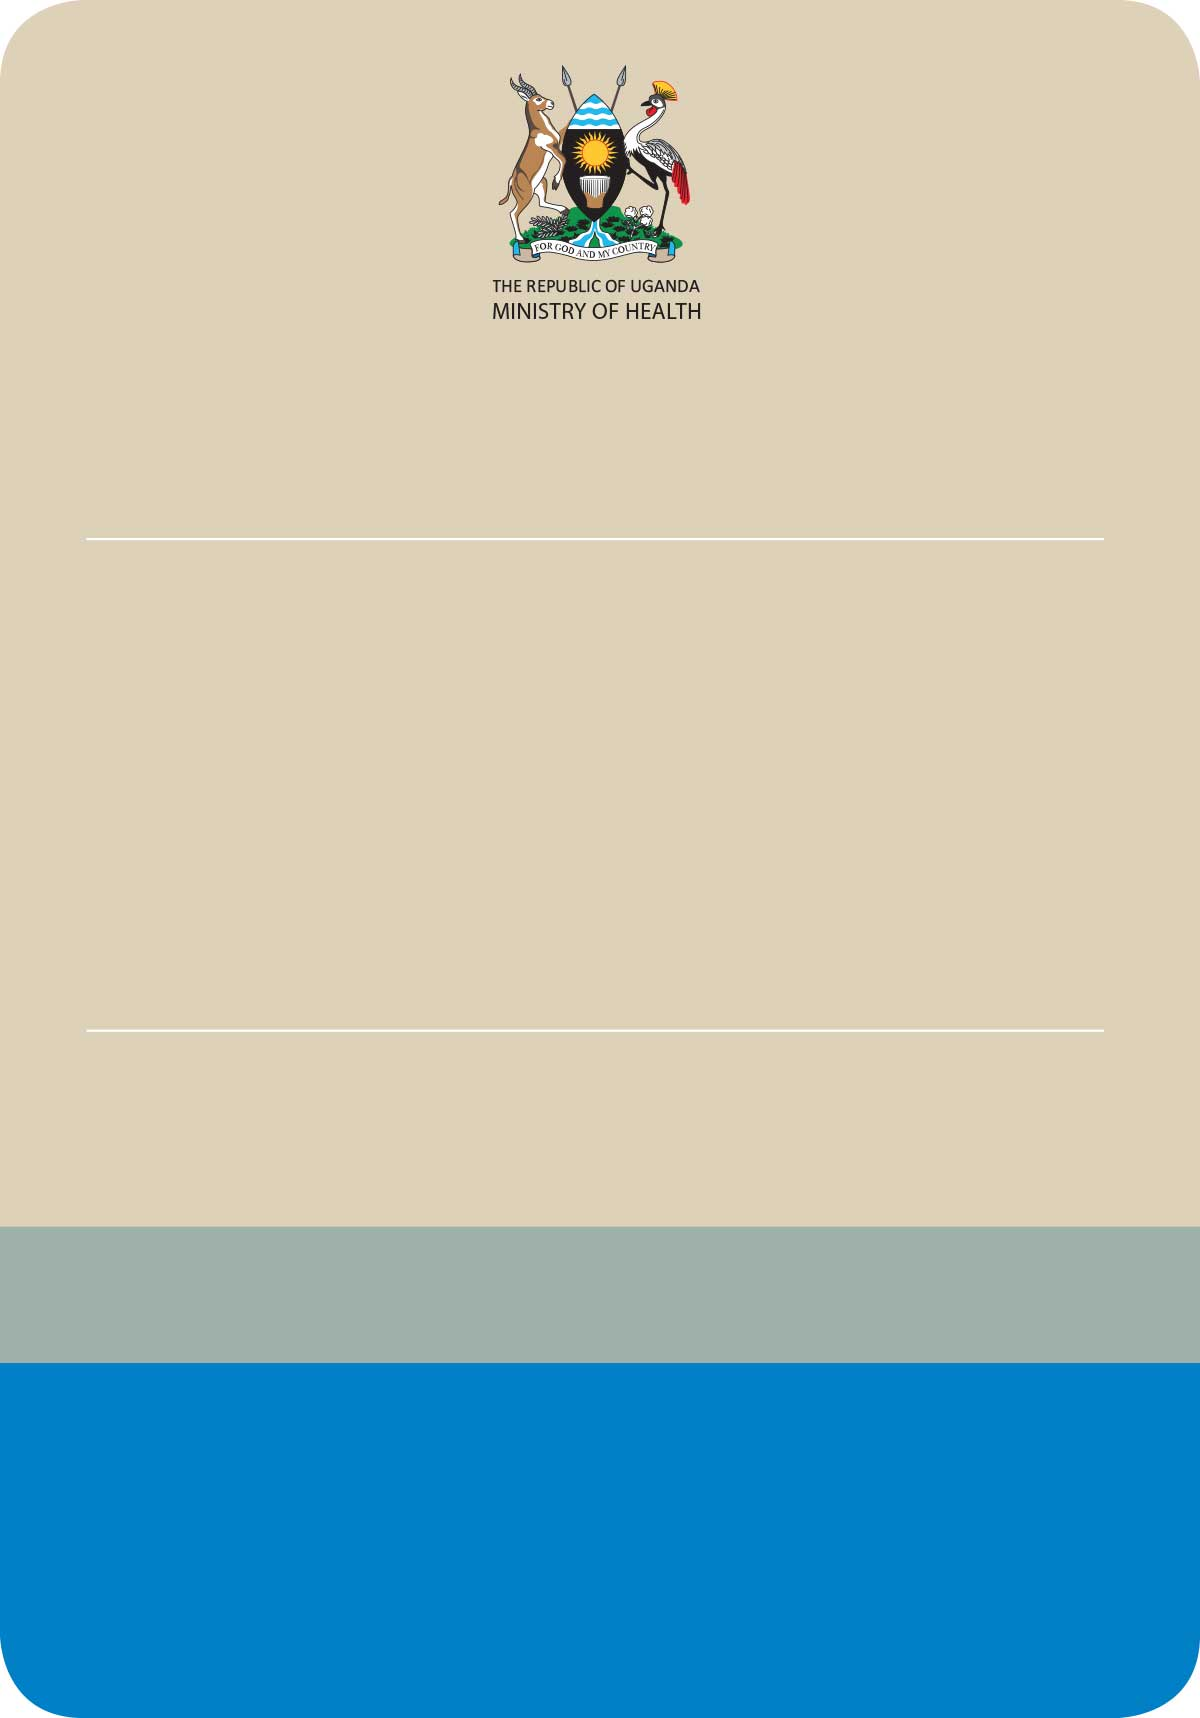 FOR GOD AND MY COUNTRY
THE REPUBLIC OF UGANDA
MINISTRY OF HEALTH